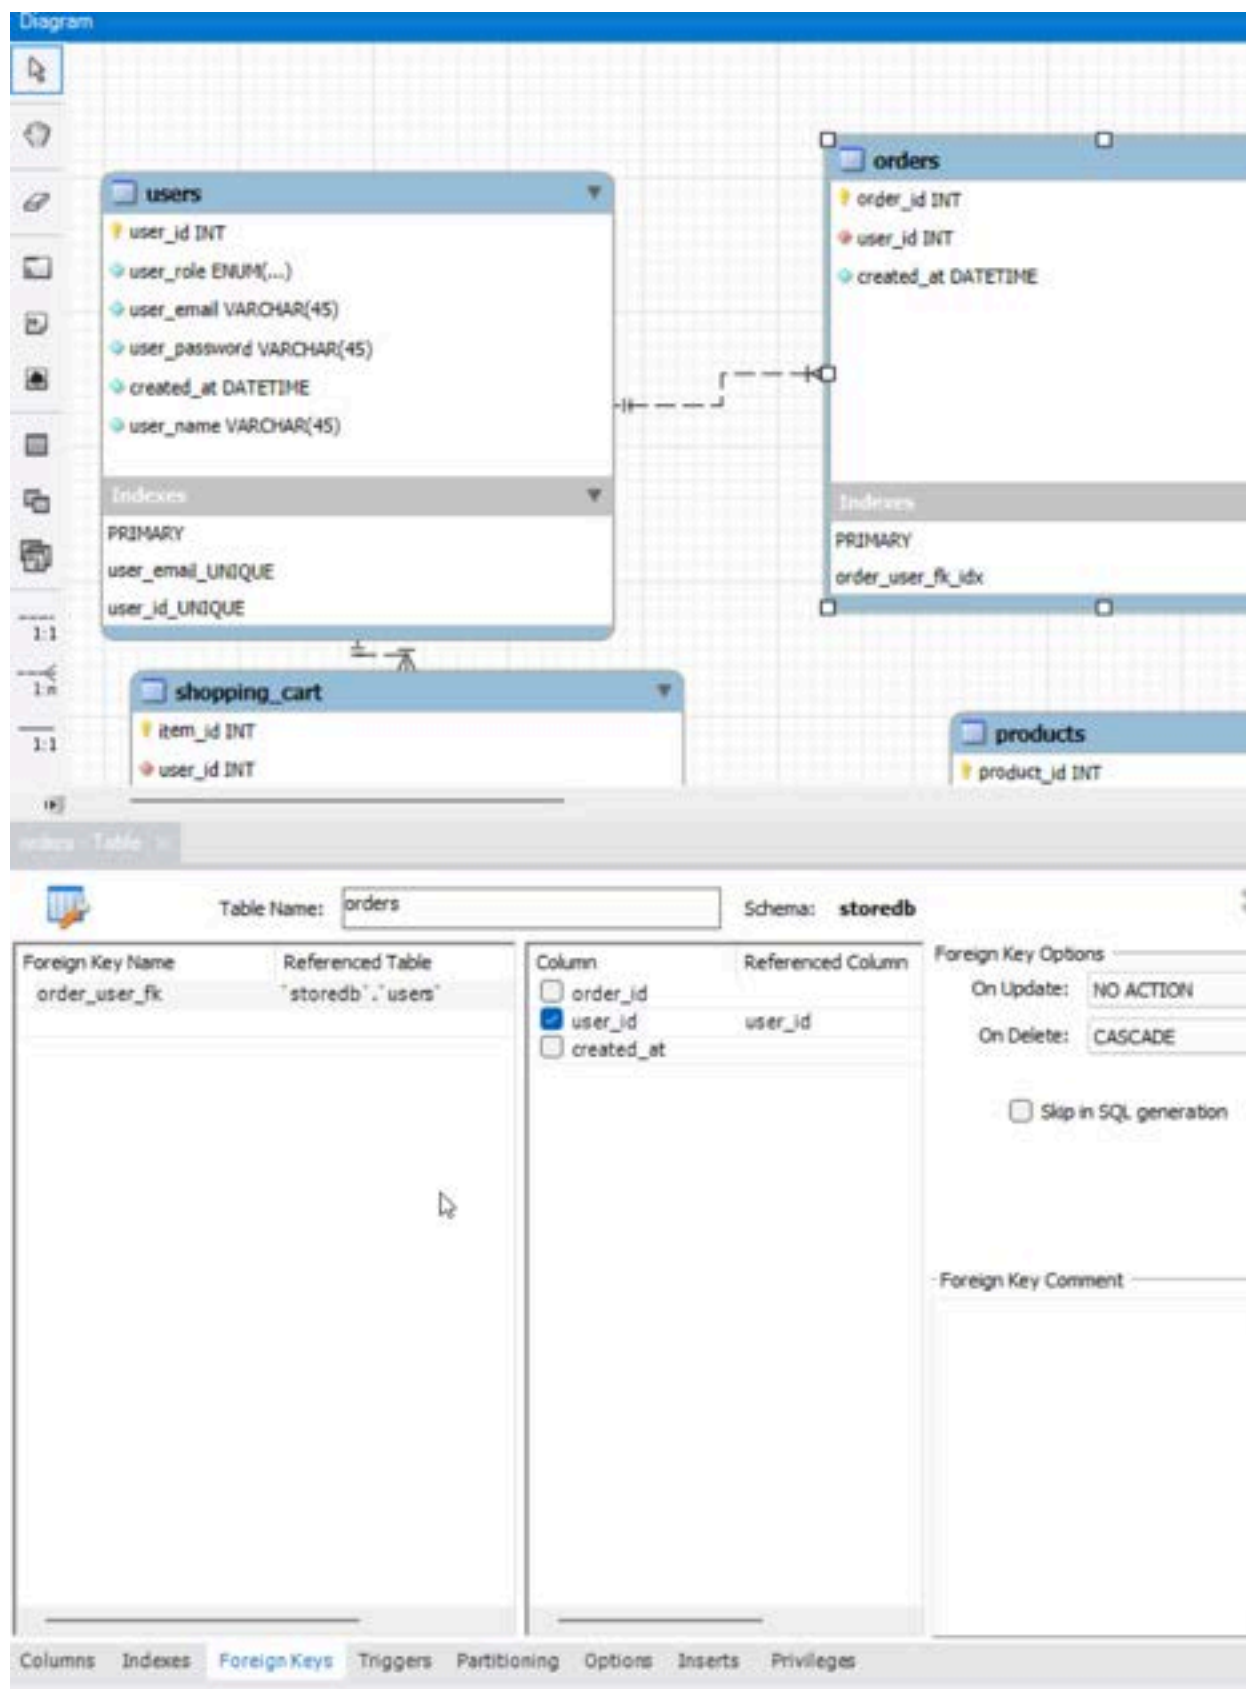 Diagram
users
user_id INT
user_role ENUM(...)
user_email VARCHAR(45)
user_password VARCHAR(45)
created_at DATETIME
user_name VARCHAR(45)
Indexes
PRIMARY
user_email_UNIQUE
user_id_UNIQUE
orders
order_id INT
user_id INT
created_at DATETIME
Indexes
PRIMARY
order_user_fk_idx
1:1
1:n
1:1
shopping_cart
item_id INT
user_id INT
products
product_id INT
orders - Table
Table Name: orders Schema: storedb
Foreign Key Name Referenced Table
order_user_fk `storedb`.`users`
Column Referenced Column
order_id
user_id user_id
created_at
Foreign Key Options
On Update: NO ACTION
On Delete: CASCADE
Skip in SQL generation
Foreign Key Comment
Columns Indexes Foreign Keys Triggers Partitioning Options Inserts Privileges